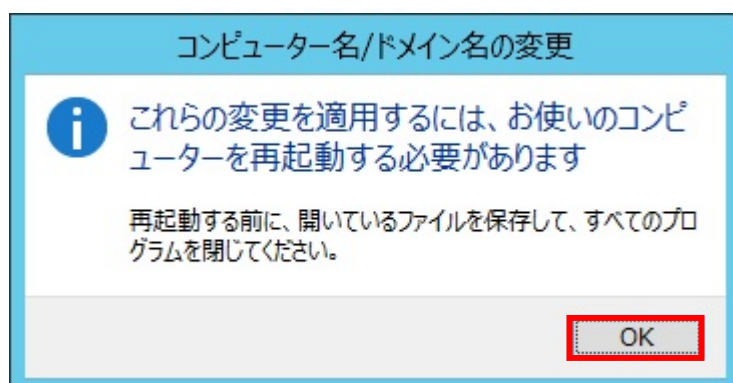 コンピューター名/ドメイン名の変更
これらの変更を適用するには、お使いのコンピ
ューターを再起動する必要があります
再起動する前に、開いているファイルを保存して、すべてのプロ
グラムを閉じてください。
OK